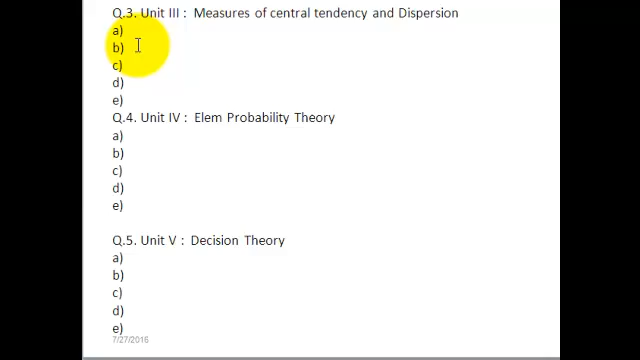 Q.3. Unit III : Measures of central tendency and Dispersion
a)
b)
c)
d)
e)
Q.4. Unit IV : Elem Probability Theory
a)
b)
c)
d)
e)
Q.5. Unit V : Decision Theory
a)
b)
c)
d)
e)
7/27/2016